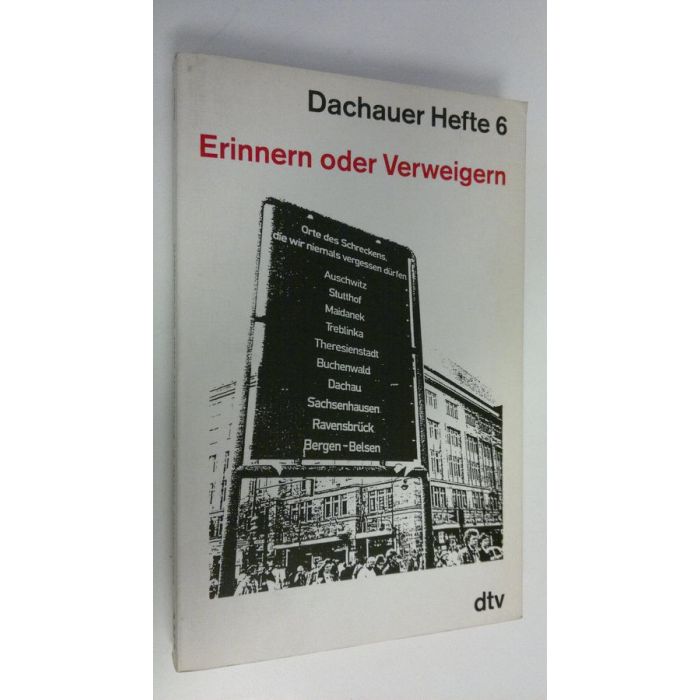 Dachauer Hefte 6
Erinnern oder Verweigern
Orte des Schreckens,
die wir niemals vergessen dürfen
Auschwitz
Stutthof
Maidanek
Treblinka
Theresienstadt
Buchenwald
Dachau
Sachsenhausen
Ravensbrück
Bergen-Belsen
dtv